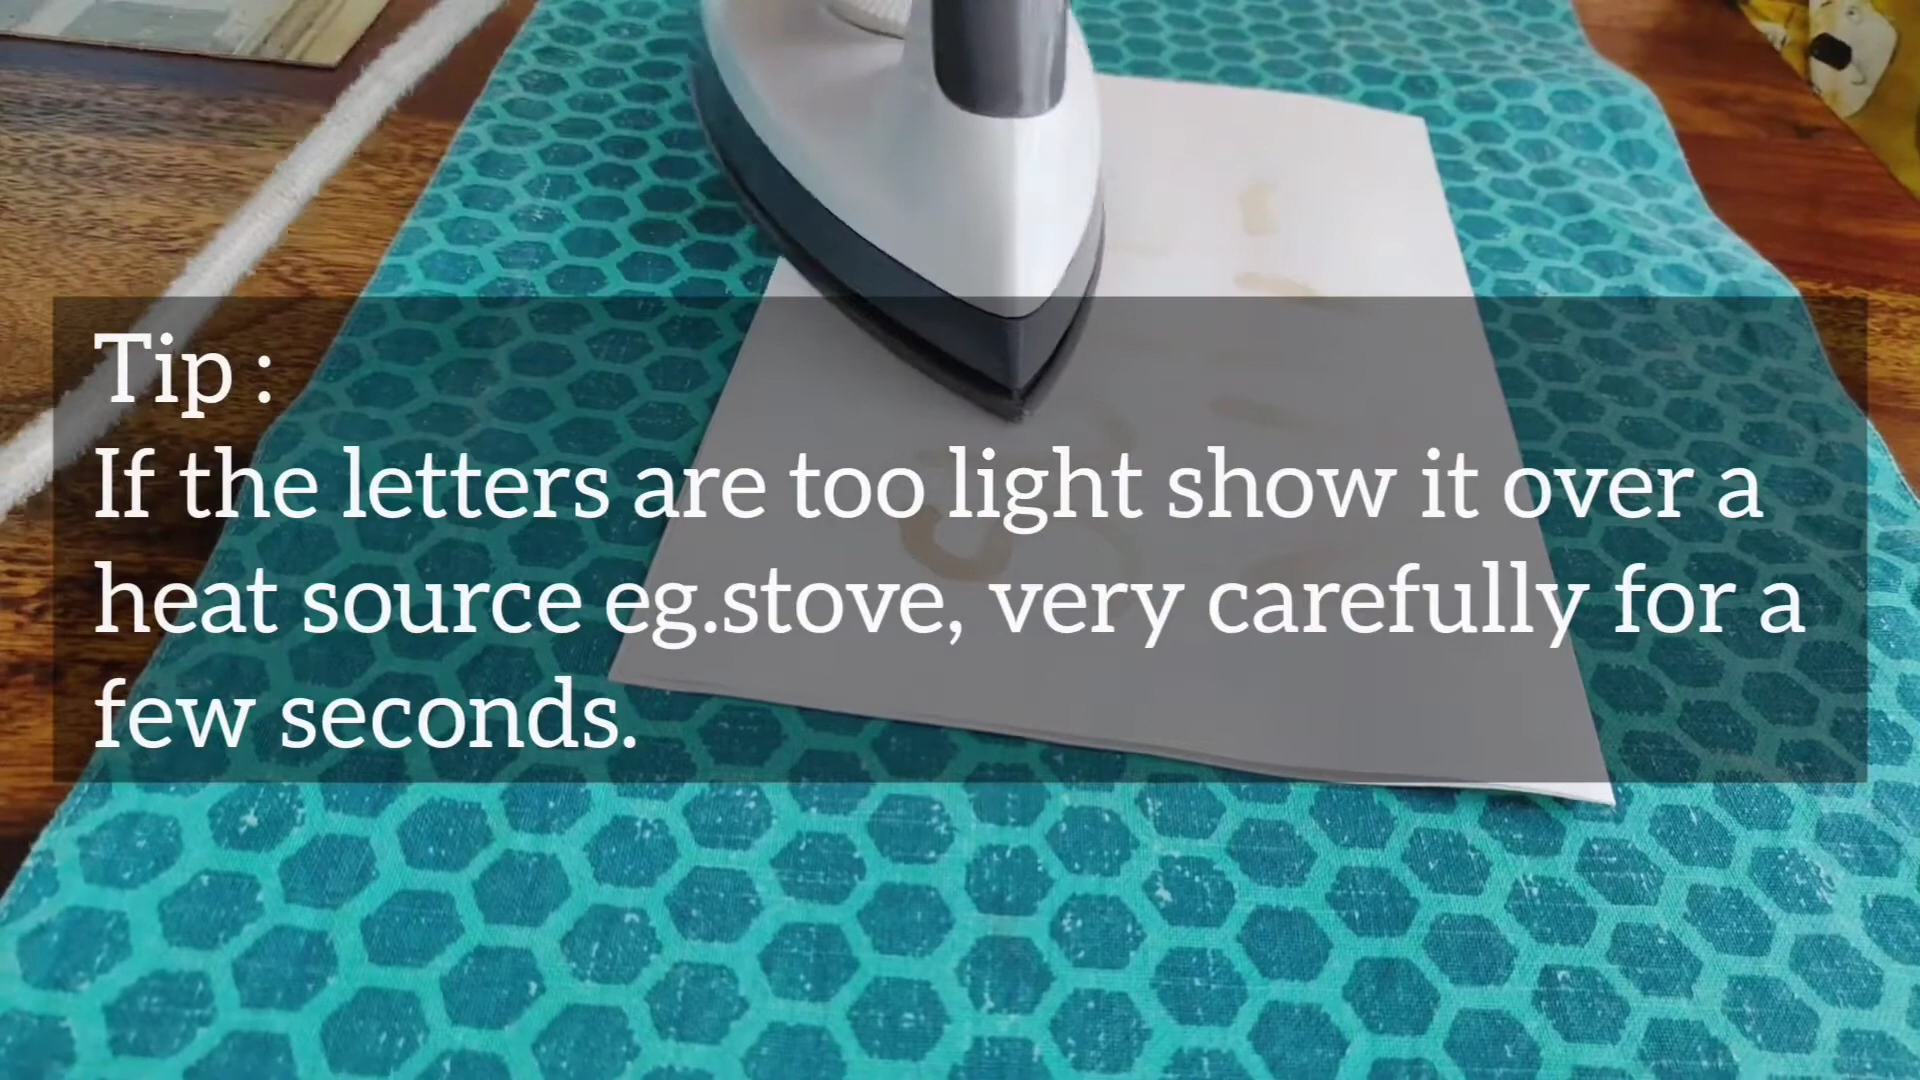 Tip :
If the letters are too light show it over a
heat source eg.stove, very carefully for a
few seconds.